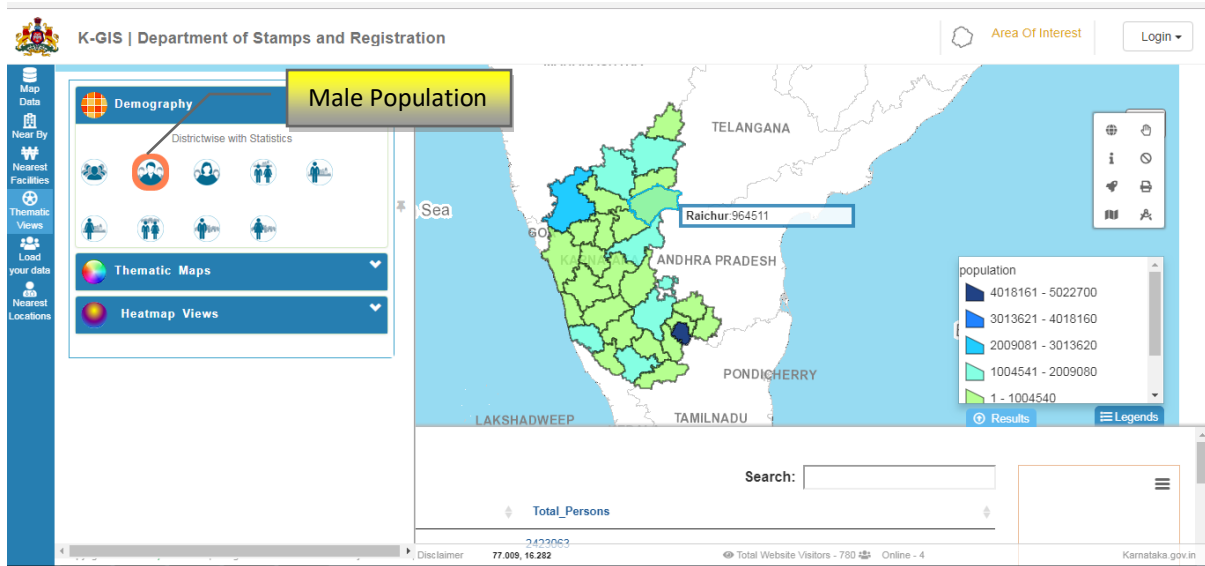 K-GIS | Department of Stamps and Registration
Area Of Interest
Login
Map
Data
Near By
Nearest
Facilities
Thematic
Views
Load
your data
Nearest
Locations
Demography
Male Population
Districtwise with Statistics
Thematic Maps
Heatmap Views
TELANGANA
Sea
Raichur:964511
GO
KARNATAKA
ANDHRA PRADESH
PONDICHERRY
LAKSHADWEEP
TAMILNADU
population
4018161 - 5022700
3013621 - 4018160
2009081 - 3013620
1004541 - 2009080
1 - 1004540
Results
Legends
Search:
Total_Persons
2423063
Disclaimer
77.009, 16.282
Total Website Visitors - 780
Online - 4
Karnataka.gov.in